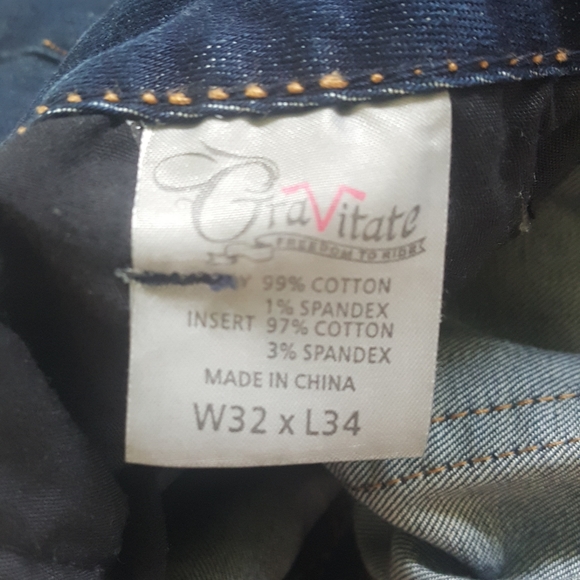 GraVitate
FREEDOM TO RIDE
99% COTTON
1% SPANDEX
INSERT 97% COTTON
3% SPANDEX
MADE IN CHINA
W32 x L34